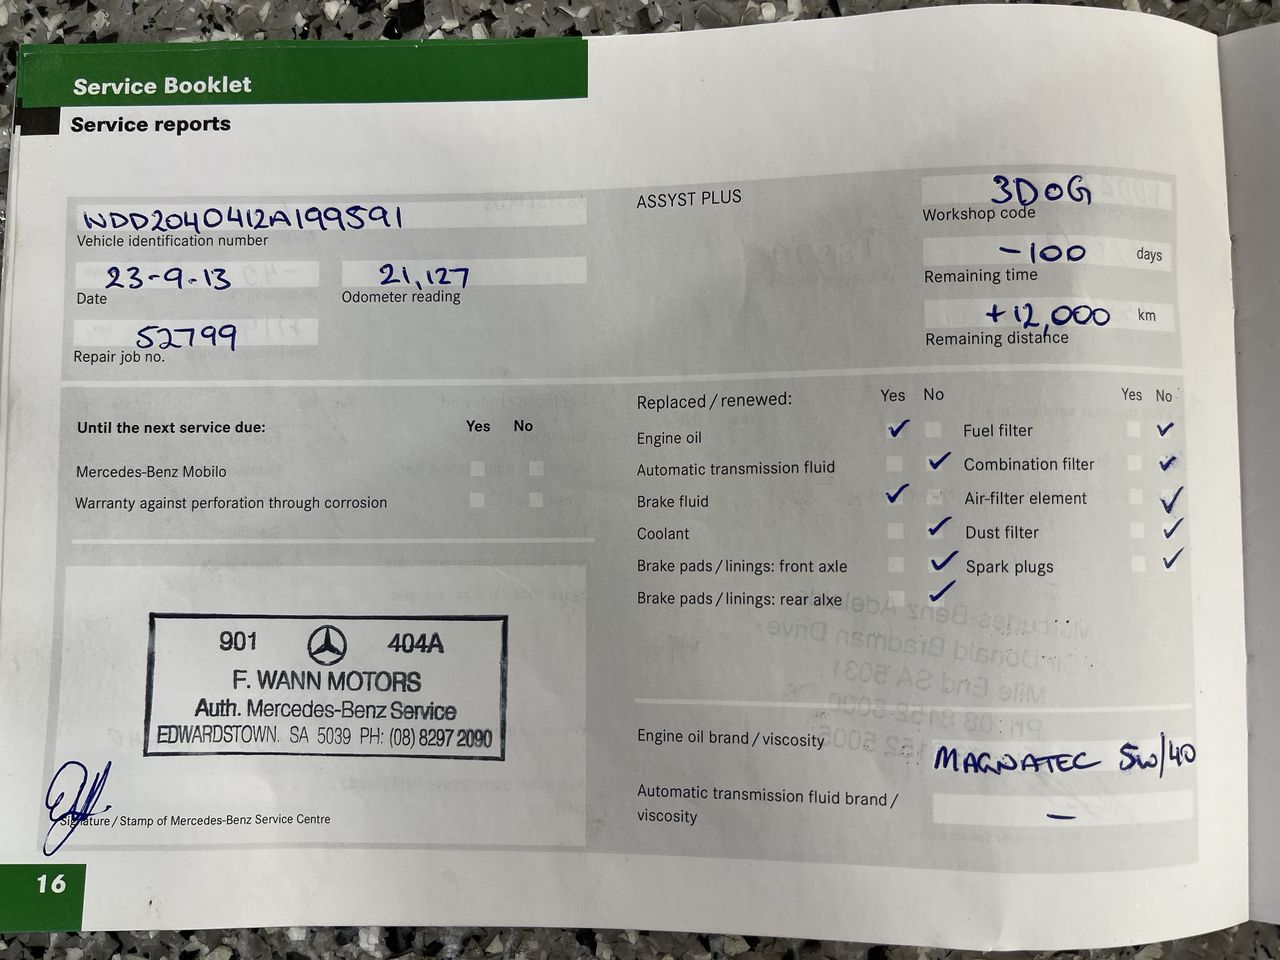 Service Booklet
Service reports
WDD2040412A199591
Vehicle identification number
23-9-13
Date
21,127
Odometer reading
52799
Repair job no.
ASSYST PLUS
3D0G
Workshop code
-100 days
Remaining time
+12,000 km
Remaining distance
Until the next service due: Yes No
Mercedes-Benz Mobilo
Warranty against perforation through corrosion
Replaced / renewed: Yes No Yes No
Engine oil ✓ Fuel filter ✓
Automatic transmission fluid ✓ Combination filter ✓
Brake fluid ✓ Air-filter element ✓
Coolant ✓ Dust filter ✓
Brake pads / linings: front axle ✓ Spark plugs ✓
Brake pads / linings: rear alxe ✓
901 404A
F. WANN MOTORS
Auth. Mercedes-Benz Service
EDWARDSTOWN. SA 5039 PH: (08) 8297 2090
Signature / Stamp of Mercedes-Benz Service Centre
Engine oil brand / viscosity
MAGNATEC 5w/40
Automatic transmission fluid brand /
viscosity
—
16